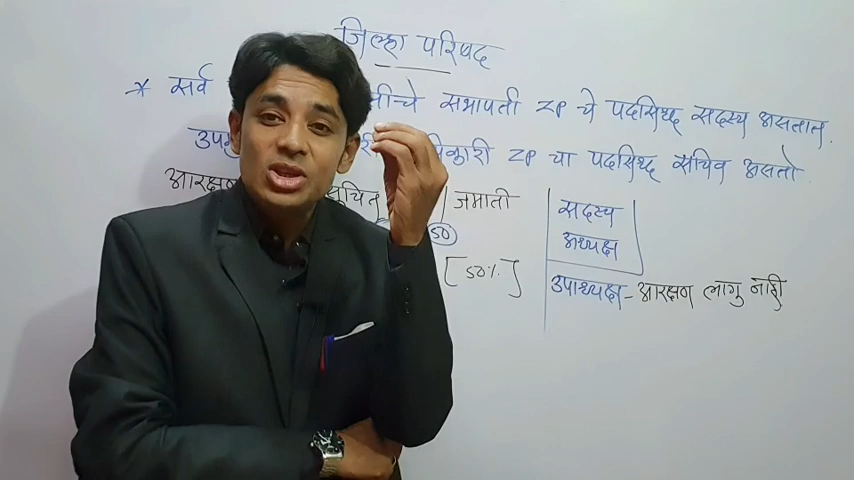 जिल्हा परिषद
* सर्व सभापती ZP चे पदसिध्द सदस्य असतात.
ZP चा पदसिध्द सचिव असतो.
आरक्षण जमाती
50
[50%]
सदस्य
अध्यक्ष
उपाध्यक्ष - आरक्षण लागु नाही